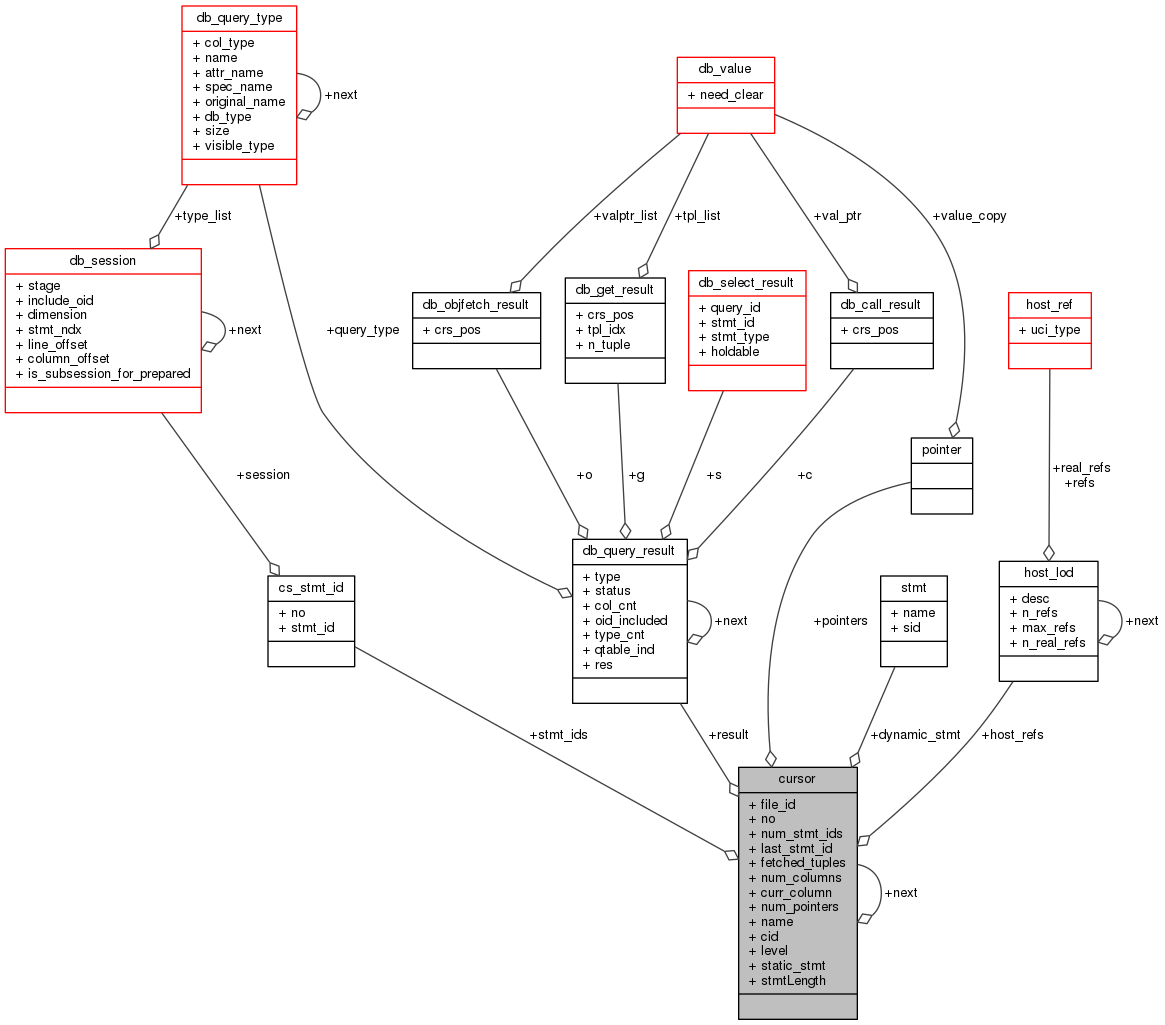 db_query_type
+ col_type
+ name
+ attr_name
+ spec_name
+ original_name
+ db_type
+ size
+ visible_type
+next
db_value
+ need_clear
+type_list
+valptr_list
+tpl_list
+val_ptr
+value_copy
db_session
+ stage
+ include_oid
+ dimension
+ stmt_ndx
+ line_offset
+ column_offset
+ is_subsession_for_prepared
+next
+query_type
db_objfetch_result
+ crs_pos
db_get_result
+ crs_pos
+ tpl_idx
+ n_tuple
db_select_result
+ query_id
+ stmt_id
+ stmt_type
+ holdable
db_call_result
+ crs_pos
host_ref
+ uci_type
pointer
+session
+o
+g
+s
+c
+real_refs
+refs
cs_stmt_id
+ no
+ stmt_id
db_query_result
+ type
+ status
+ col_cnt
+ oid_included
+ type_cnt
+ qtable_ind
+ res
+next
+pointers
stmt
+ name
+ sid
host_lod
+ desc
+ n_refs
+ max_refs
+ n_real_refs
+next
+stmt_ids
+result
+dynamic_stmt
+host_refs
cursor
+ file_id
+ no
+ num_stmt_ids
+ last_stmt_id
+ fetched_tuples
+ num_columns
+ curr_column
+ num_pointers
+ name
+ cid
+ level
+ static_stmt
+ stmtLength
+next